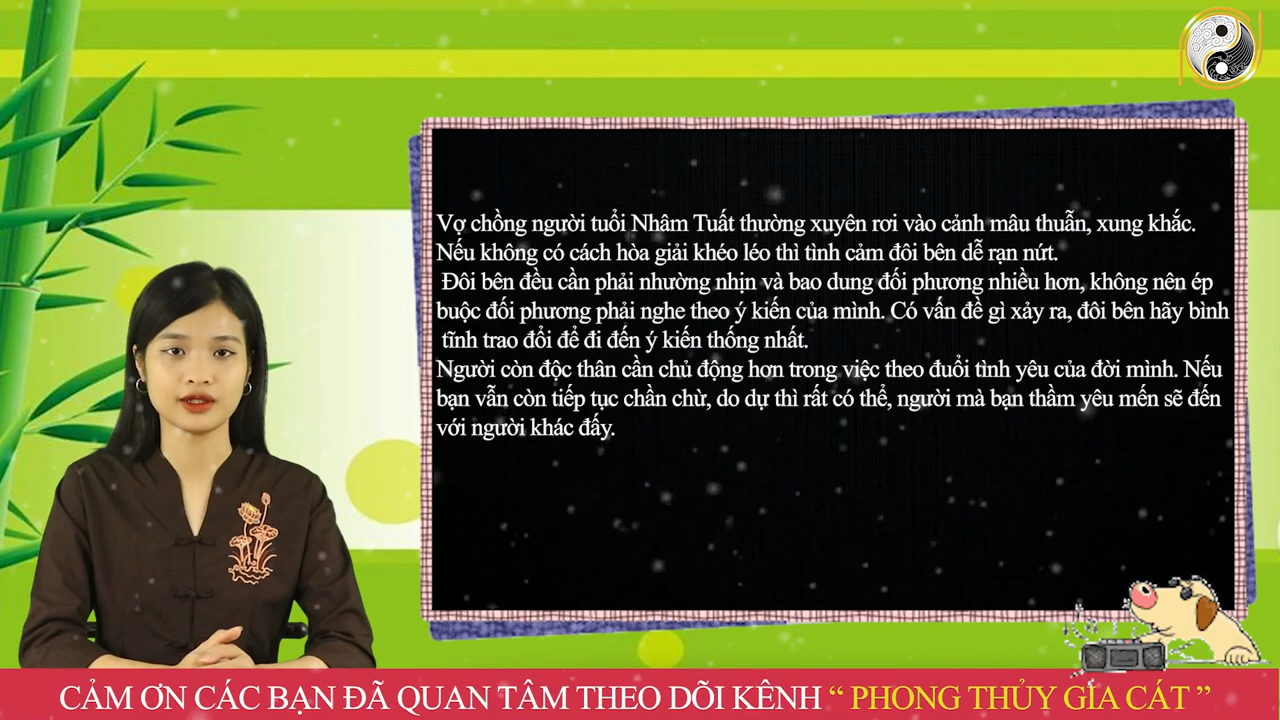 Vợ chồng người tuổi Nhâm Tuất thường xuyên rơi vào cảnh mâu thuẫn, xung khắc.
Nếu không có cách hòa giải khéo léo thì tình cảm đôi bên dễ rạn nứt.
Đôi bên đều cần phải nhường nhịn và bao dung đối phương nhiều hơn, không nên ép
buộc đối phương phải nghe theo ý kiến của mình. Có vấn đề gì xảy ra, đôi bên hãy bình
tĩnh trao đổi để đi đến ý kiến thống nhất.
Người còn độc thân cần chủ động hơn trong việc theo đuổi tình yêu của đời mình. Nếu
bạn vẫn còn tiếp tục chần chừ, do dự thì rất có thể, người mà bạn thầm yêu mến sẽ đến
với người khác đấy.
CẢM ƠN CÁC BẠN ĐÃ QUAN TÂM THEO DÕI KÊNH “ PHONG THỦY GIA CÁT ”